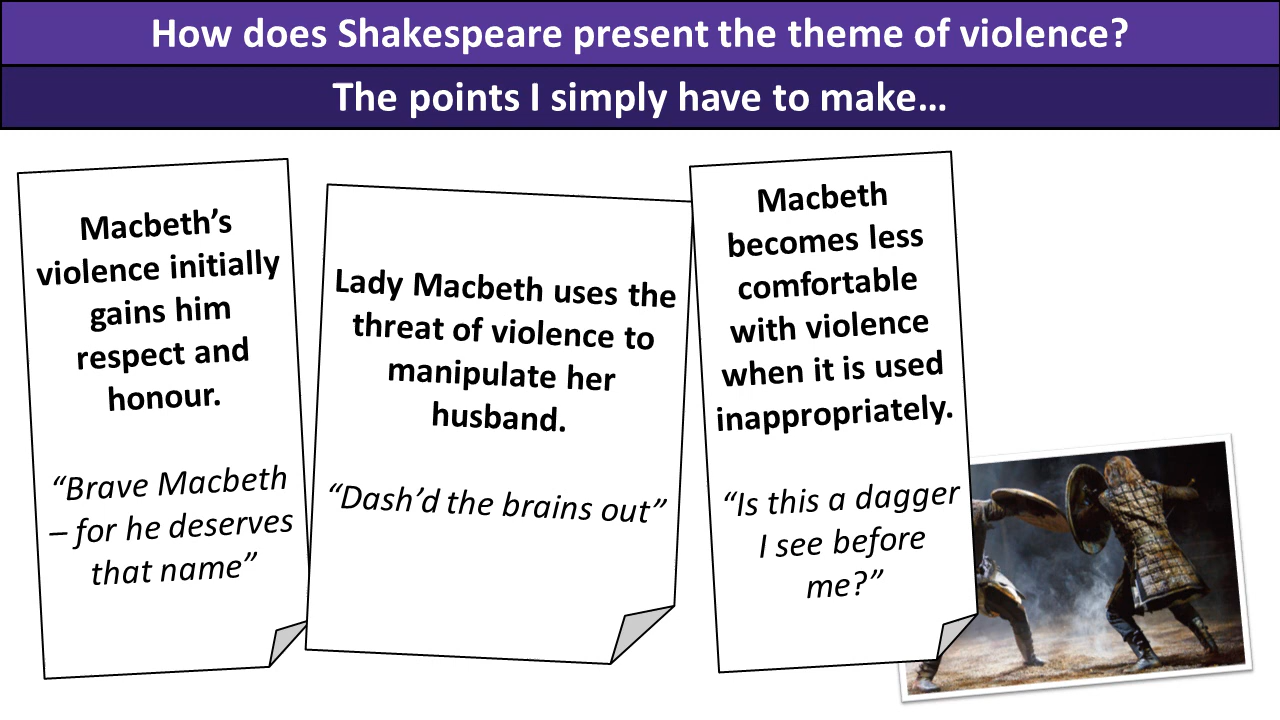 How does Shakespeare present the theme of violence?
The points I simply have to make…
Macbeth’s
violence initially
gains him
respect and
honour.
“Brave Macbeth
– for he deserves
that name”
Lady Macbeth uses the
threat of violence to
manipulate her
husband.
“Dash’d the brains out”
Macbeth
becomes less
comfortable
with violence
when it is used
inappropriately.
“Is this a dagger
I see before
me?”